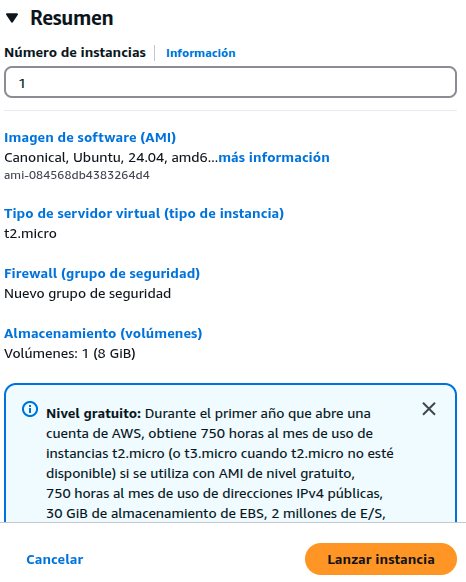 Resumen
Número de instancias Información
1
Imagen de software (AMI)
Canonical, Ubuntu, 24.04, amd6...más información
ami-084568db4383264d4
Tipo de servidor virtual (tipo de instancia)
t2.micro
Firewall (grupo de seguridad)
Nuevo grupo de seguridad
Almacenamiento (volúmenes)
Volúmenes: 1 (8 GiB)
Nivel gratuito: Durante el primer año que abre una
cuenta de AWS, obtiene 750 horas al mes de uso de
instancias t2.micro (o t3.micro cuando t2.micro no esté
disponible) si se utiliza con AMI de nivel gratuito,
750 horas al mes de uso de direcciones IPv4 públicas,
30 GiB de almacenamiento de EBS, 2 millones de E/S,
Cancelar Lanzar instancia